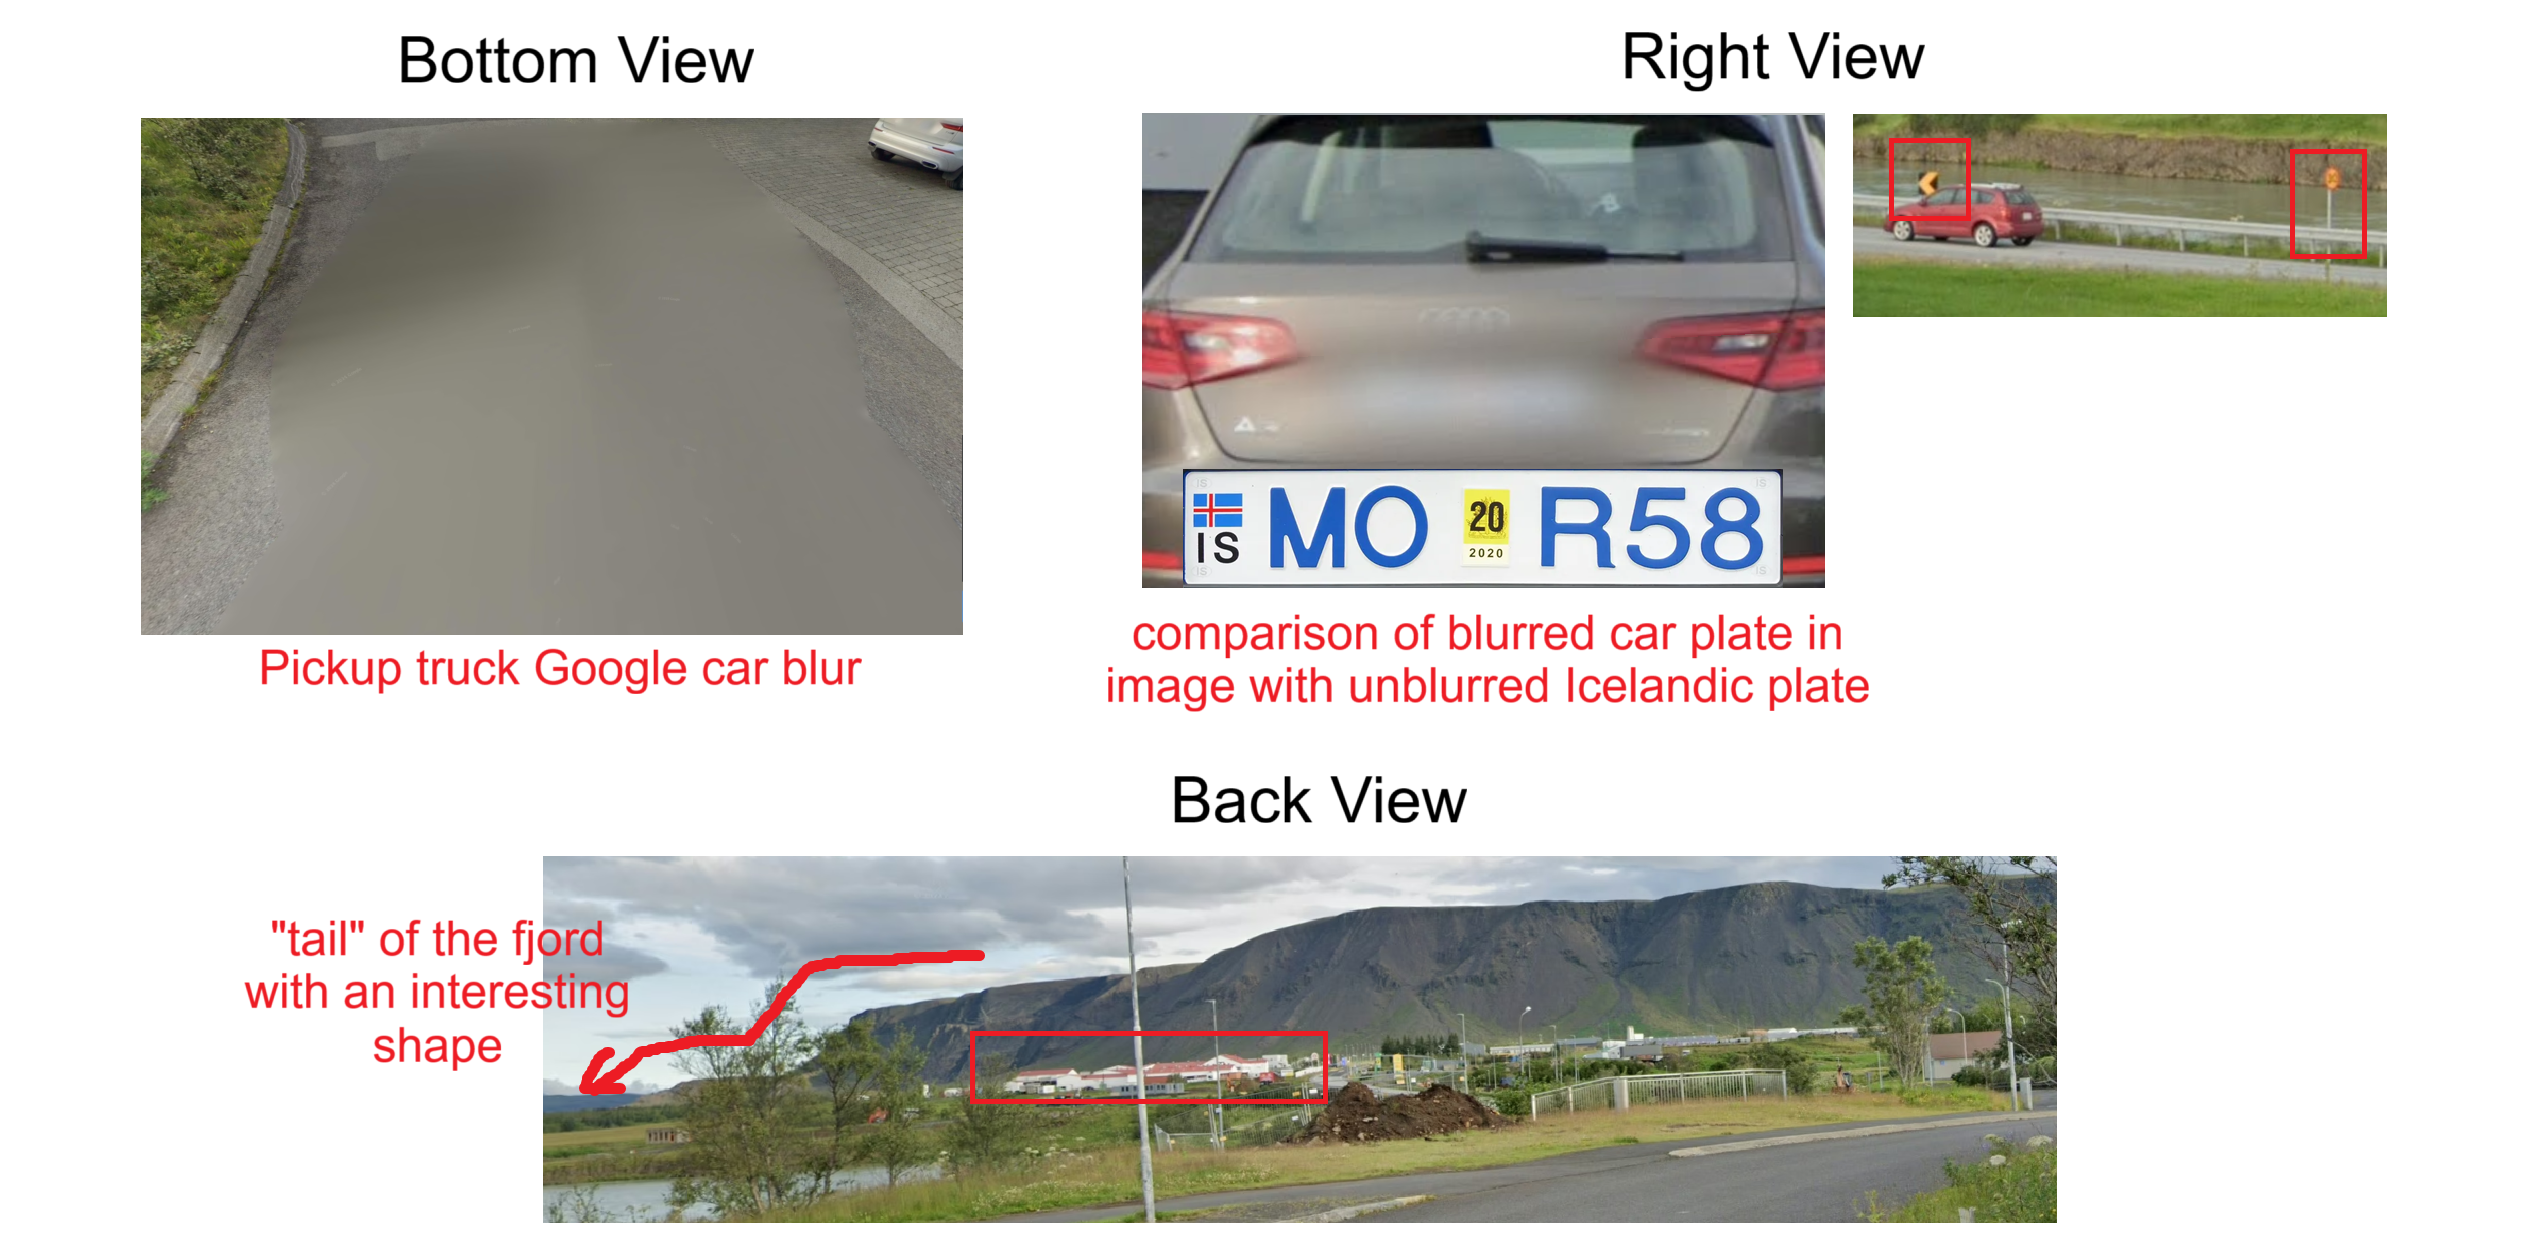 Bottom View
Right View
IS
MO
20
2020
R58
Pickup truck Google car blur
comparison of blurred car plate in
image with unblurred Icelandic plate
Back View
"tail" of the fjord
with an interesting
shape